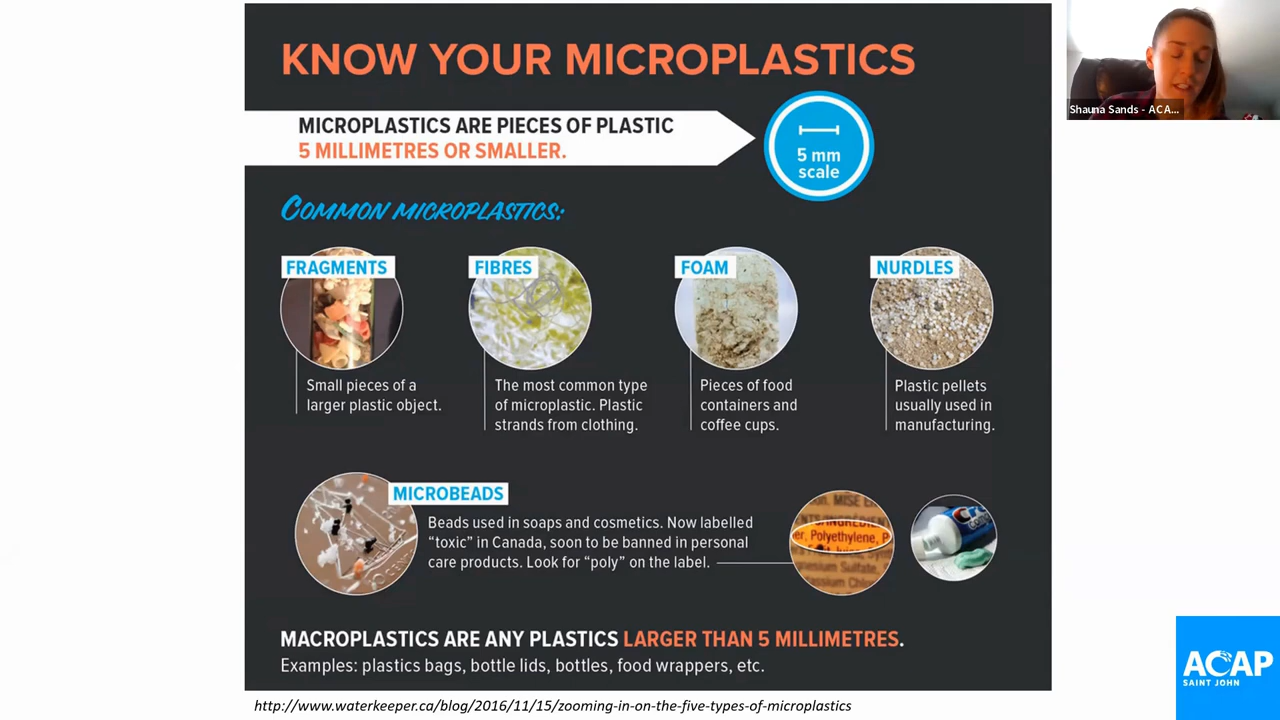 KNOW YOUR MICROPLASTICS
MICROPLASTICS ARE PIECES OF PLASTIC
5 MILLIMETRES OR SMALLER.
5 mm
scale
COMMON MICROPLASTICS:
FRAGMENTS
Small pieces of a
larger plastic object.
FIBRES
The most common type
of microplastic. Plastic
strands from clothing.
FOAM
Pieces of food
containers and
coffee cups.
NURDLES
Plastic pellets
usually used in
manufacturing.
MICROBEADS
Beads used in soaps and cosmetics. Now labelled
“toxic” in Canada, soon to be banned in personal
care products. Look for “poly” on the label.
Polyethylene, P
MACROPLASTICS ARE ANY PLASTICS LARGER THAN 5 MILLIMETRES.
Examples: plastics bags, bottle lids, bottles, food wrappers, etc.
http://www.waterkeeper.ca/blog/2016/11/15/zooming-in-on-the-five-types-of-microplastics
Shauna Sands - ACA...
ACAP
SAINT JOHN